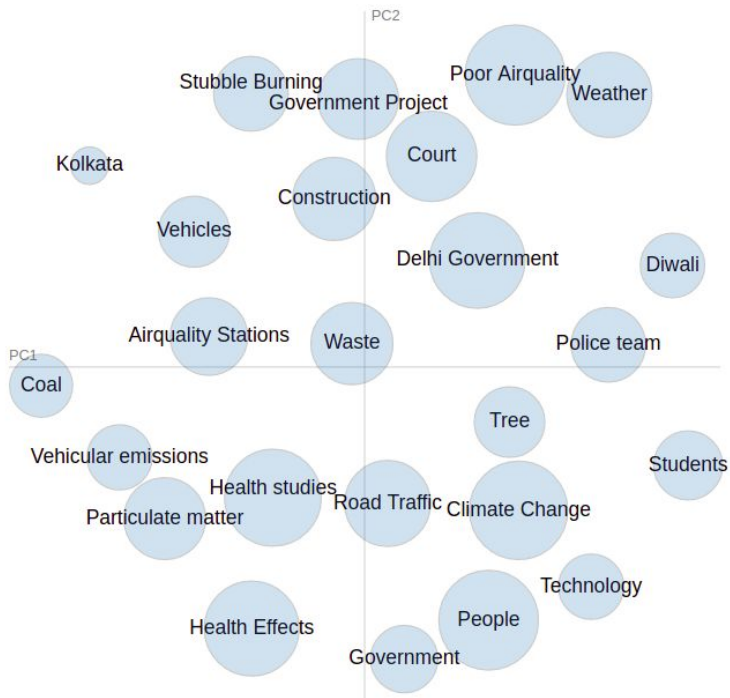 PC2
Poor Airquality
Stubble Burning
Weather
Government Project
Court
Kolkata
Construction
Vehicles
Delhi Government
Diwali
Airquality Stations
Waste
Police team
PC1
Coal
Tree
Vehicular emissions
Students
Health studies
Road Traffic
Climate Change
Particulate matter
Technology
People
Health Effects
Government